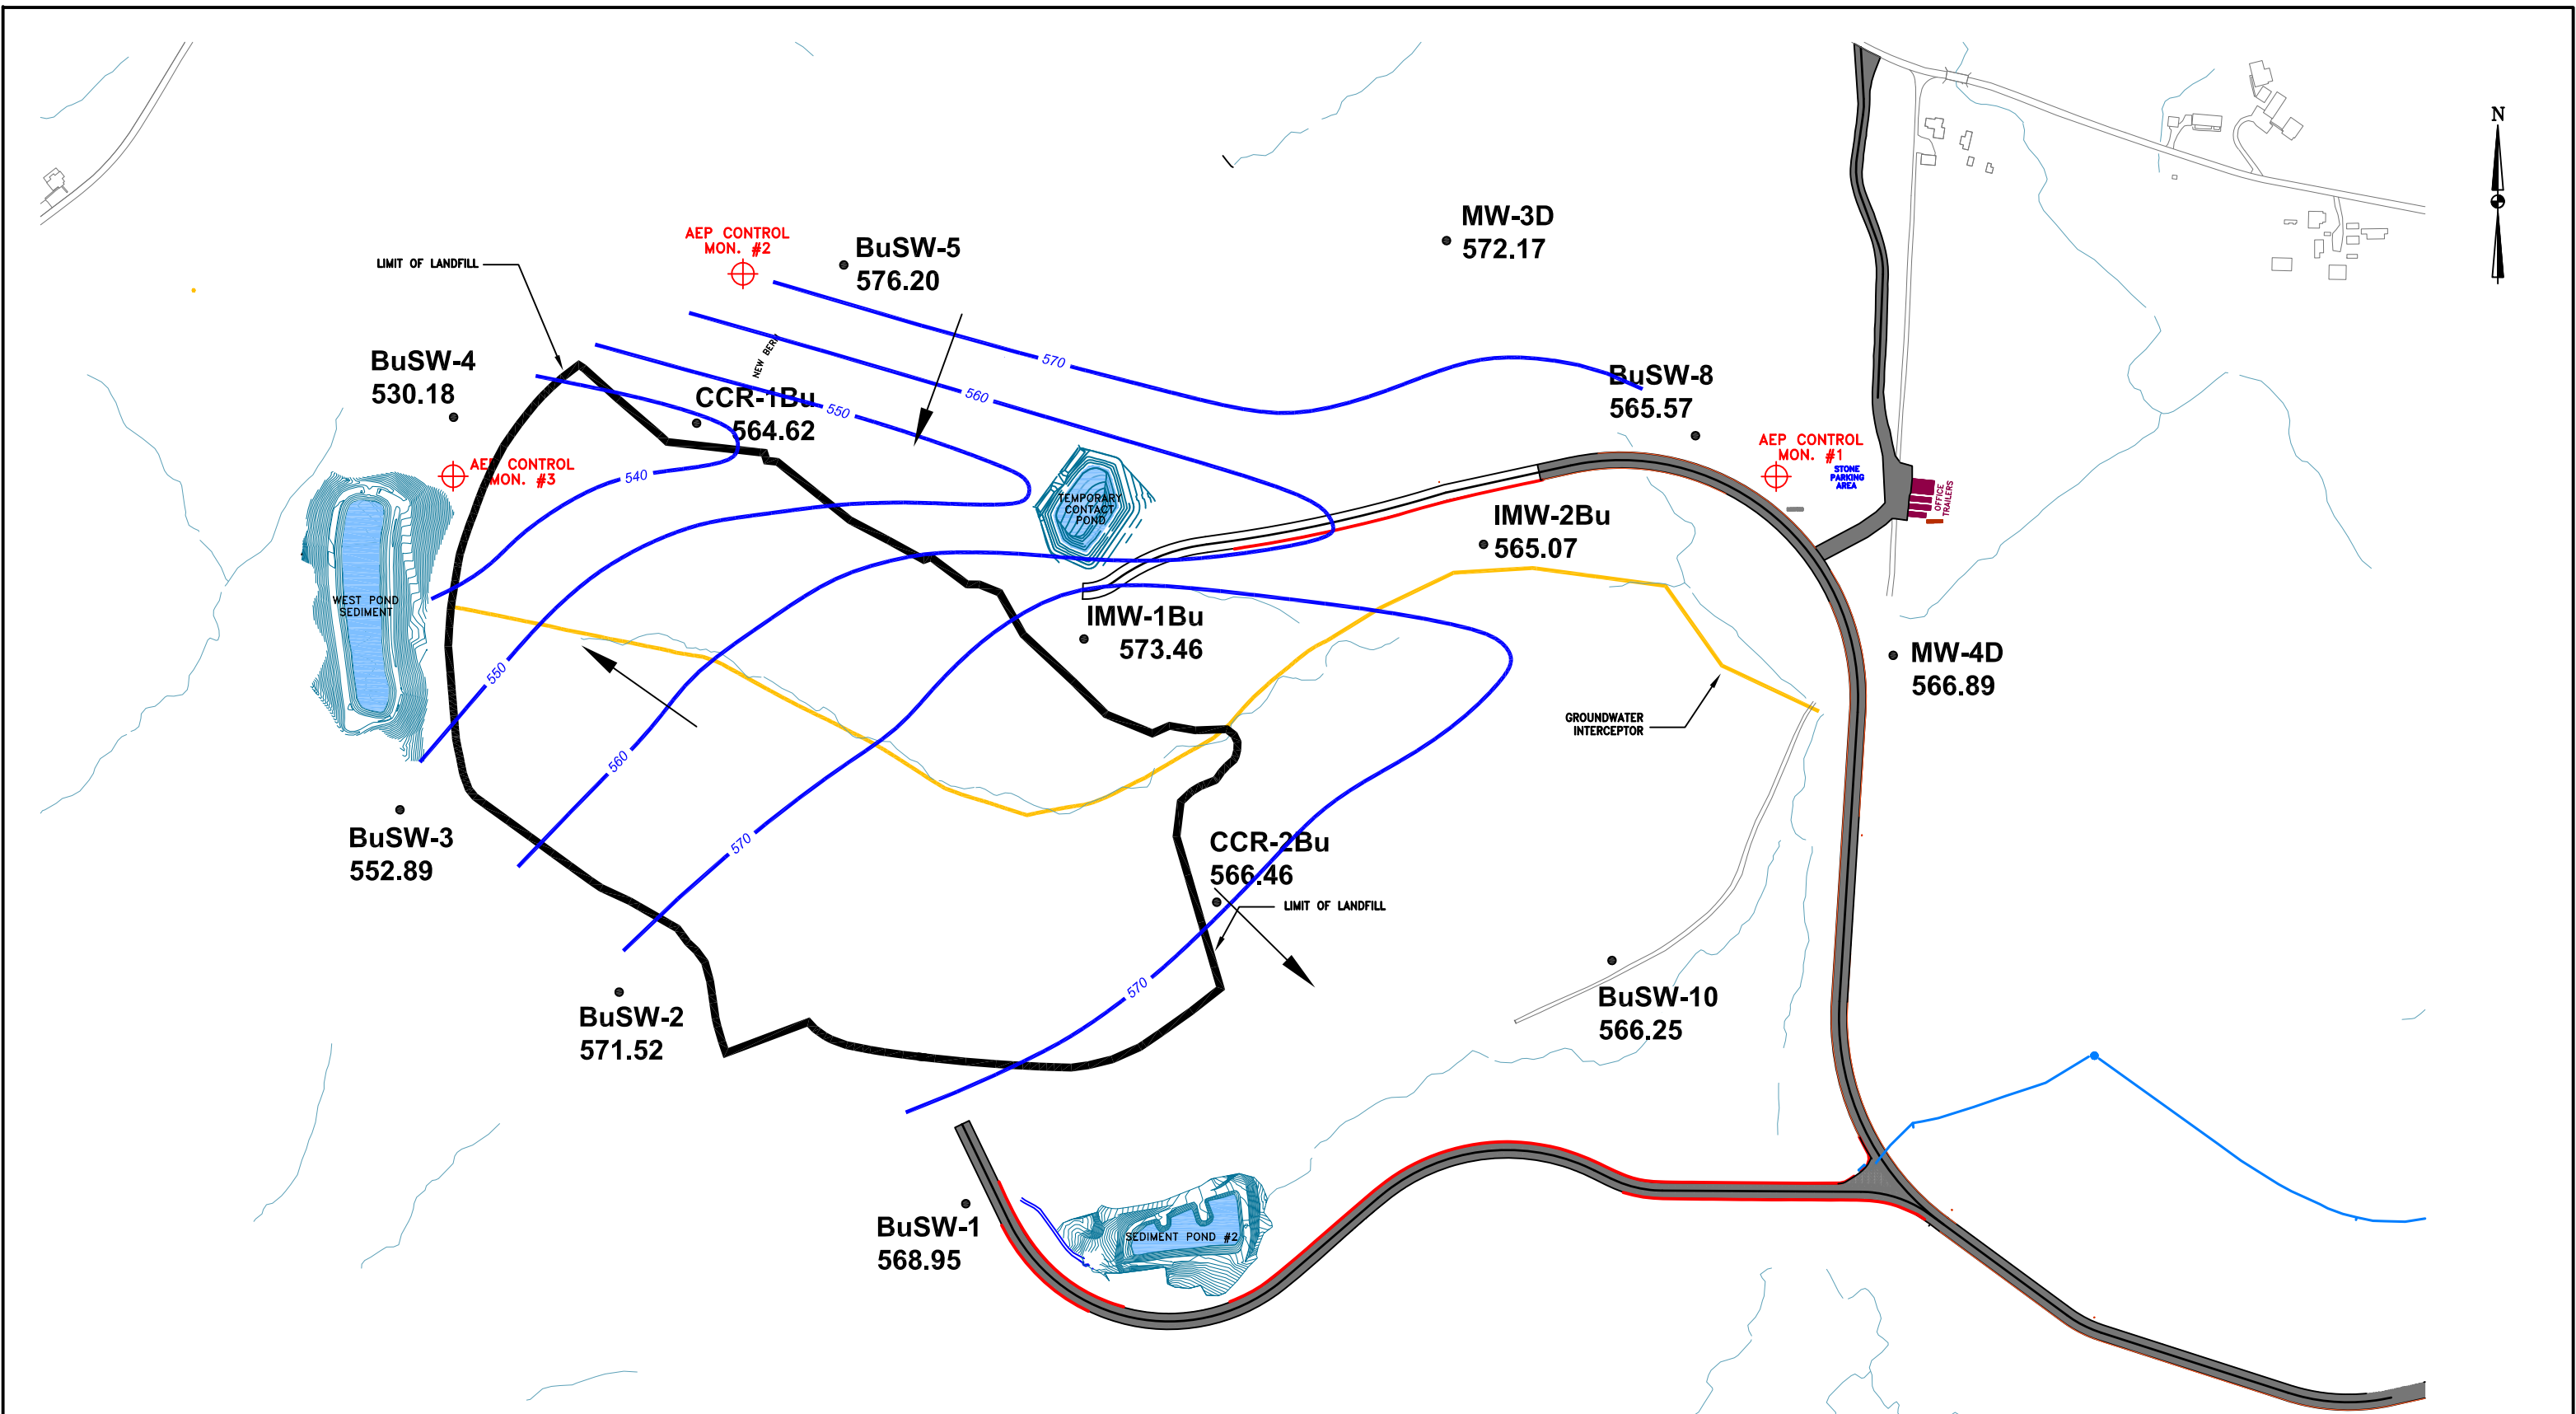 N
MW-3D
572.17
AEP CONTROL
MON. #2
BuSW-5
576.20
LIMIT OF LANDFILL
BuSW-4
530.18
NEW BERM
570
560
550
540
CCR-1Bu
564.62
BuSW-8
565.57
AEP CONTROL
MON. #3
AEP CONTROL
MON. #1
STONE
PARKING
AREA
OFFICE
TRAILERS
TEMPORARY
CONTACT
POND
IMW-2Bu
565.07
WEST POND
SEDIMENT
IMW-1Bu
573.46
MW-4D
566.89
550
GROUNDWATER
INTERCEPTOR
560
BuSW-3
552.89
570
CCR-2Bu
566.46
LIMIT OF LANDFILL
570
BuSW-10
566.25
BuSW-2
571.52
BuSW-1
568.95
SEDIMENT POND #2